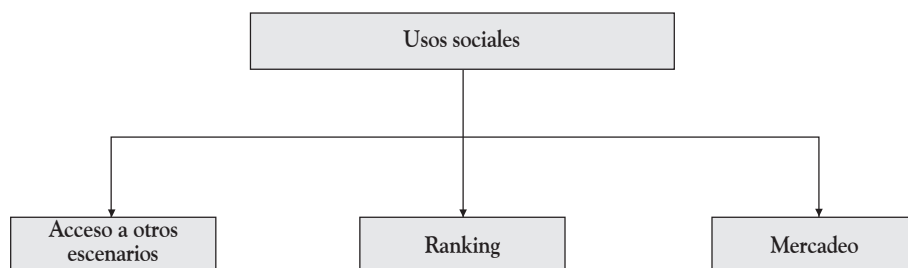 Usos sociales
Acceso a otros
escenarios
Ranking
Mercadeo